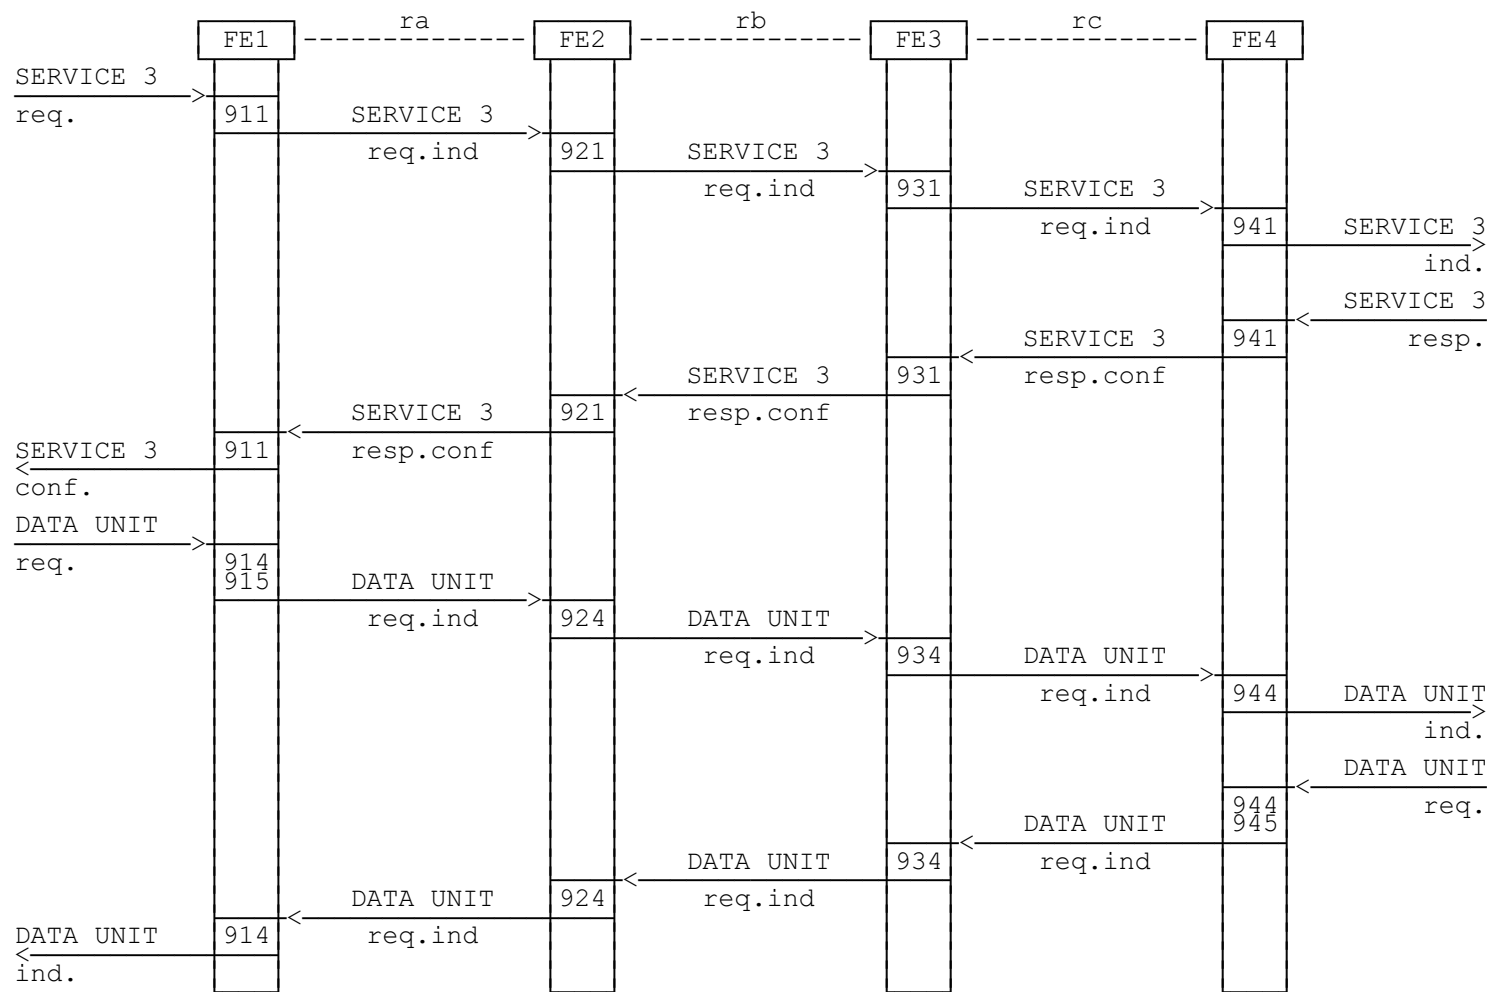 ra rb rc
FE1 FE2 FE3 FE4
SERVICE 3
req. 911 SERVICE 3
req.ind 921 SERVICE 3
req.ind 931 SERVICE 3
req.ind 941 SERVICE 3
ind.
SERVICE 3
SERVICE 3 941 resp.
SERVICE 3 931 resp.conf
SERVICE 3 921 resp.conf
SERVICE 3 911 resp.conf
conf.
DATA UNIT
req. 914
915 DATA UNIT
req.ind 924 DATA UNIT
req.ind 934 DATA UNIT
req.ind 944 DATA UNIT
ind.
DATA UNIT
944 req.
DATA UNIT 945
DATA UNIT 934 req.ind
DATA UNIT 924 req.ind
DATA UNIT 914 req.ind
ind.